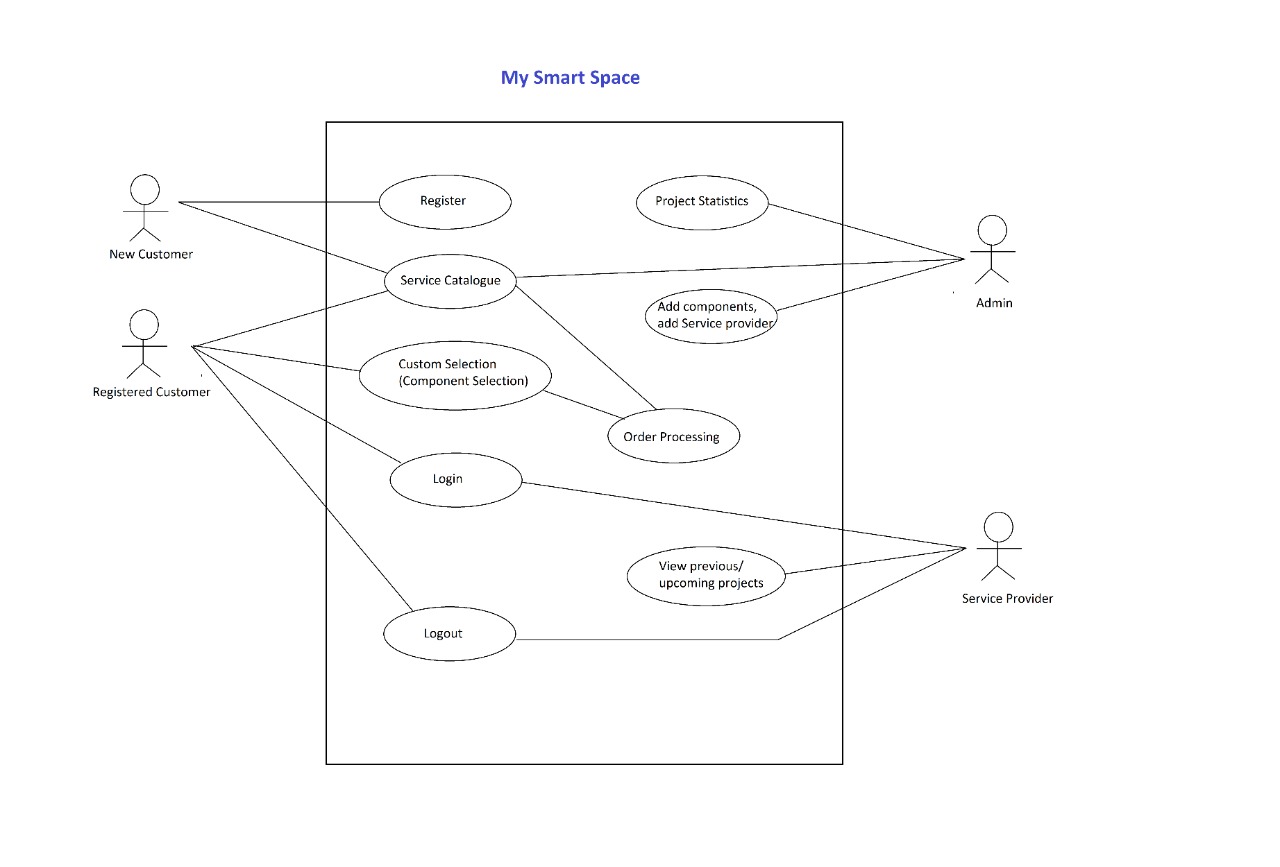 My Smart Space
Register
Project Statistics
New Customer
Service Catalogue
Admin
Add components,
add Service provider
Custom Selection
(Component Selection)
Registered Customer
Order Processing
Login
View previous/
upcoming projects
Service Provider
Logout